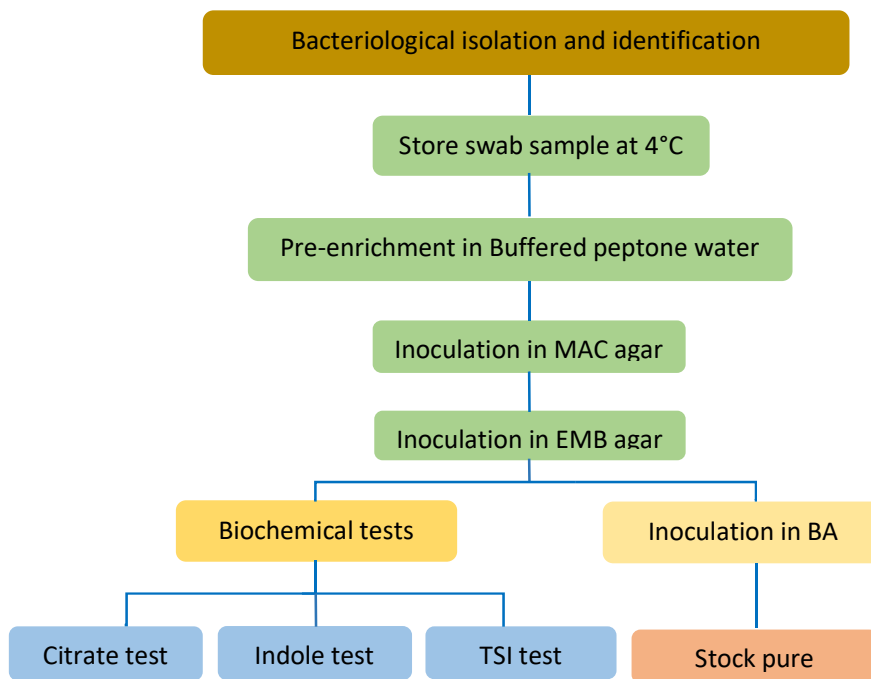 Bacteriological isolation and identification
Store swab sample at 4°C
Pre-enrichment in Buffered peptone water
Inoculation in MAC agar
Inoculation in EMB agar
Biochemical tests
Inoculation in BA
Citrate test
Indole test
TSI test
Stock pure